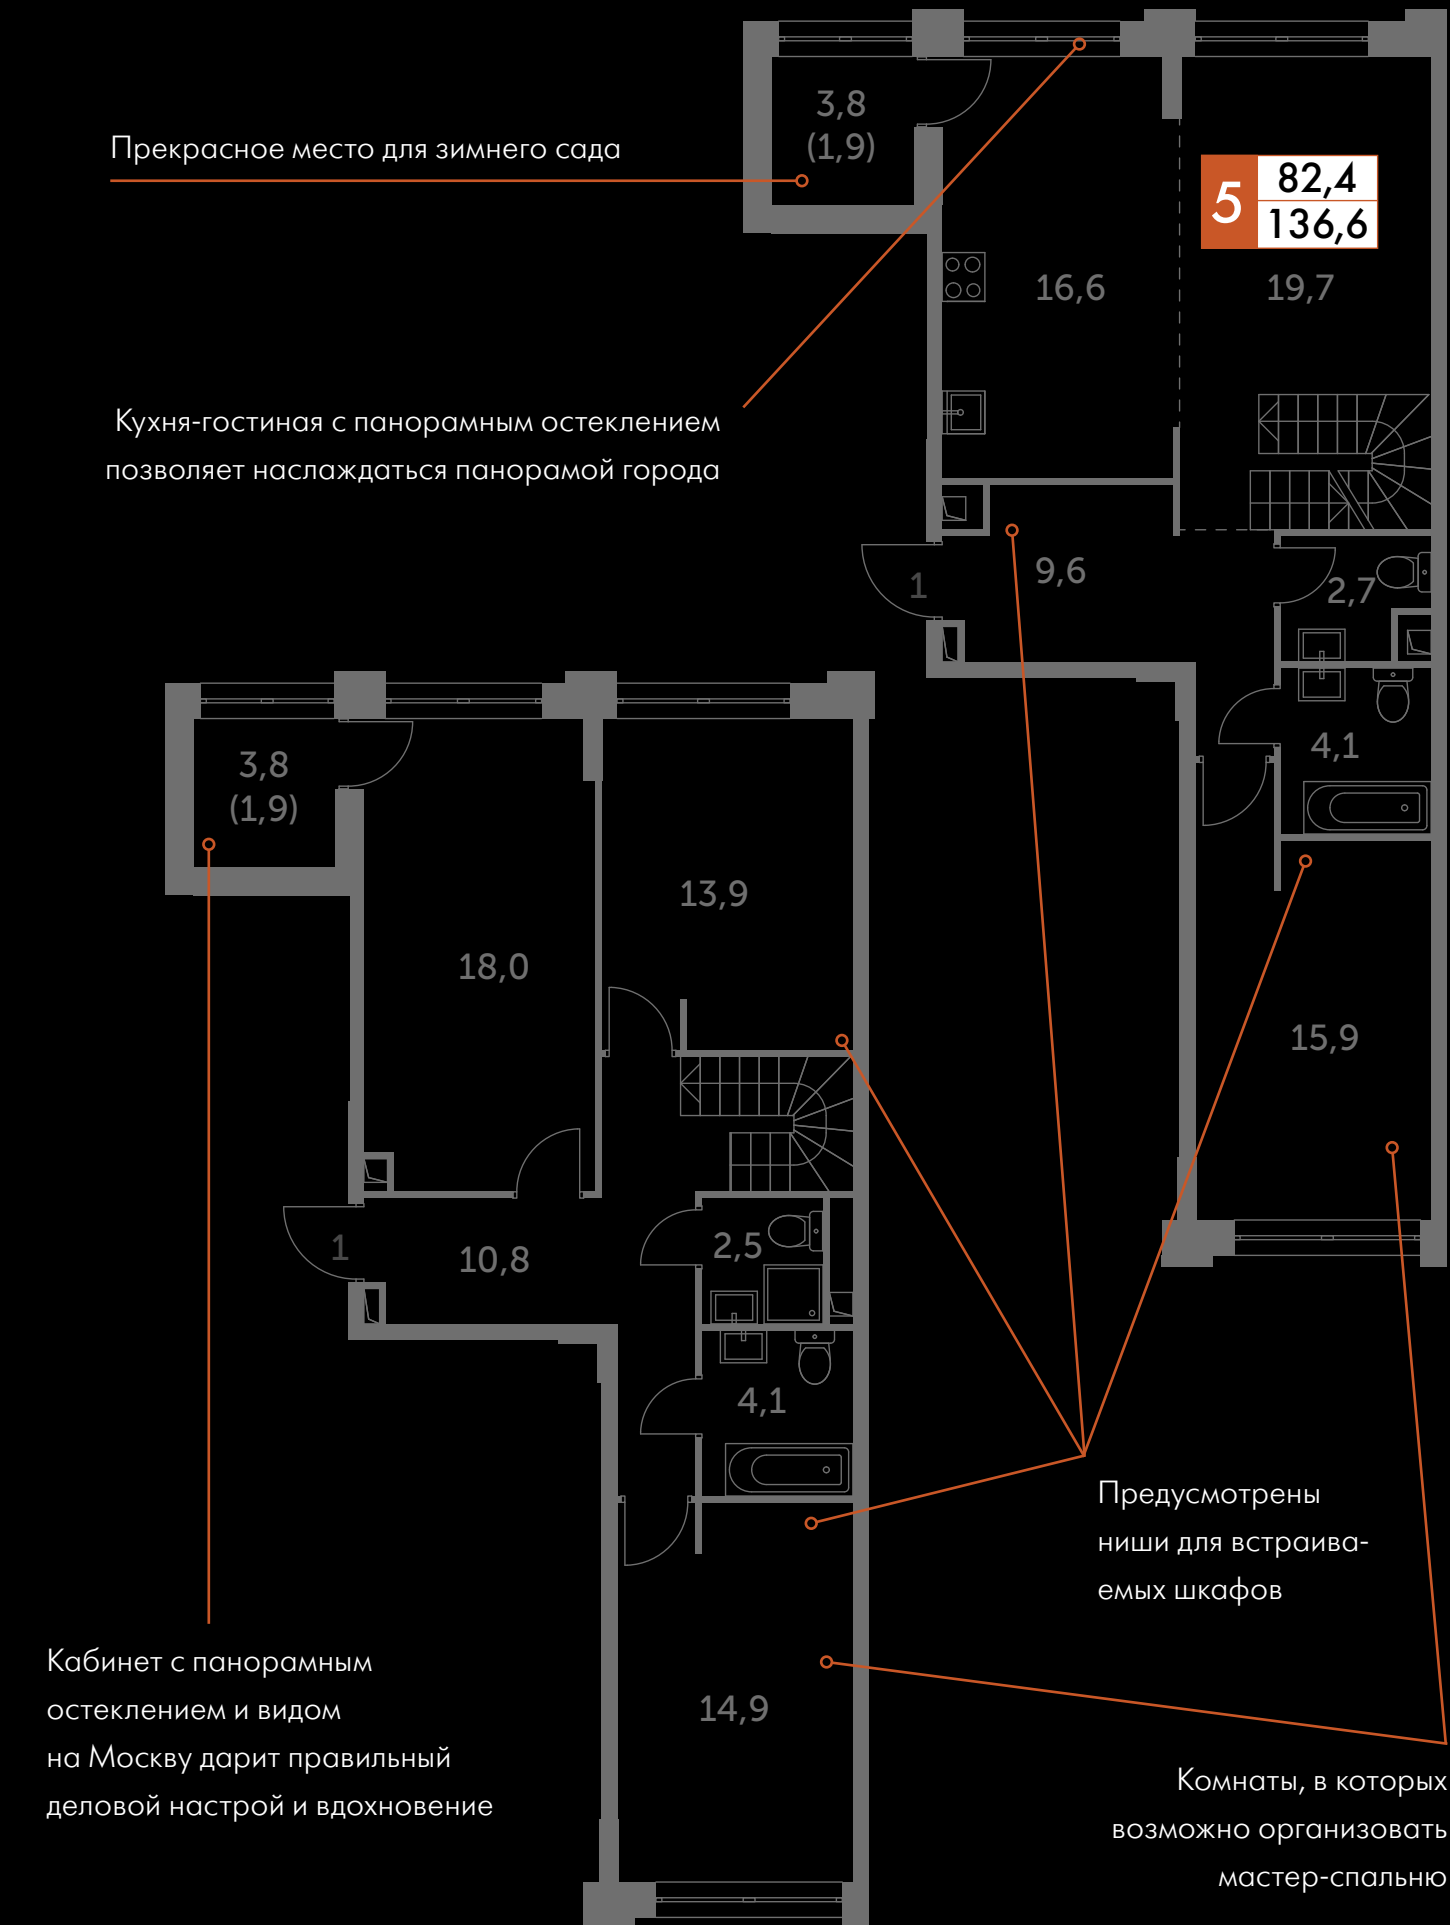 3,8
(1,9)
Прекрасное место для зимнего сада
5
82,4
136,6
16,6
19,7
Кухня-гостиная с панорамным остеклением
позволяет наслаждаться панорамой города
1
9,6
2,7
4,1
3,8
(1,9)
13,9
18,0
15,9
1
10,8
2,5
4,1
Предусмотрены
ниши для встраива-
емых шкафов
Кабинет с панорамным
остеклением и видом
на Москву дарит правильный
деловой настрой и вдохновение
14,9
Комнаты, в которых
возможно организовать
мастер-спальню